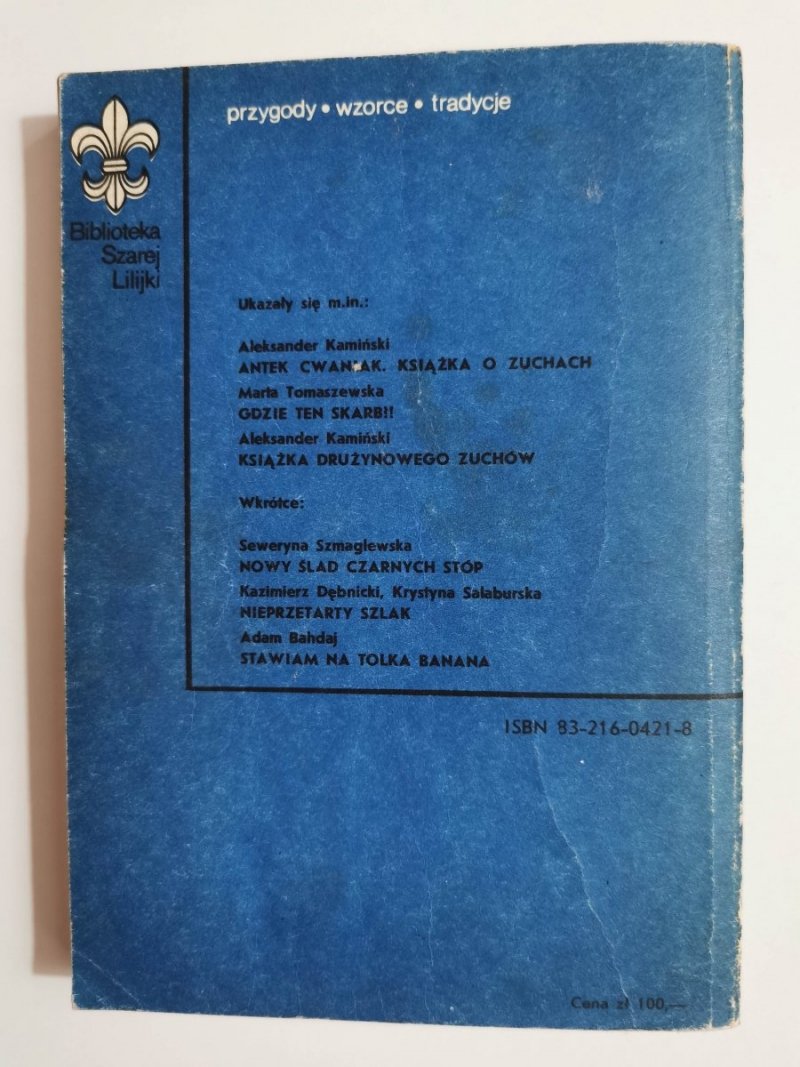 przygody • wzorce • tradycje
Biblioteka
Szarej
Lilijki
Ukazały się m.in.:
Aleksander Kamiński
ANTEK CWANIAK. KSIĄŻKA O ZUCHACH
Maria Tomaszewska
GDZIE TEN SKARB!!
Aleksander Kamiński
KSIĄŻKA DRUŻYNOWEGO ZUCHÓW
Wkrótce:
Seweryna Szmaglewska
NOWY ŚLAD CZARNYCH STÓP
Kazimierz Dębnicki, Krystyna Salaburska
NIEPRZETARTY SZLAK
Adam Bahdaj
STAWIAM NA TOLKA BANANA
ISBN 83-216-0421-8
Cena zł 100,—